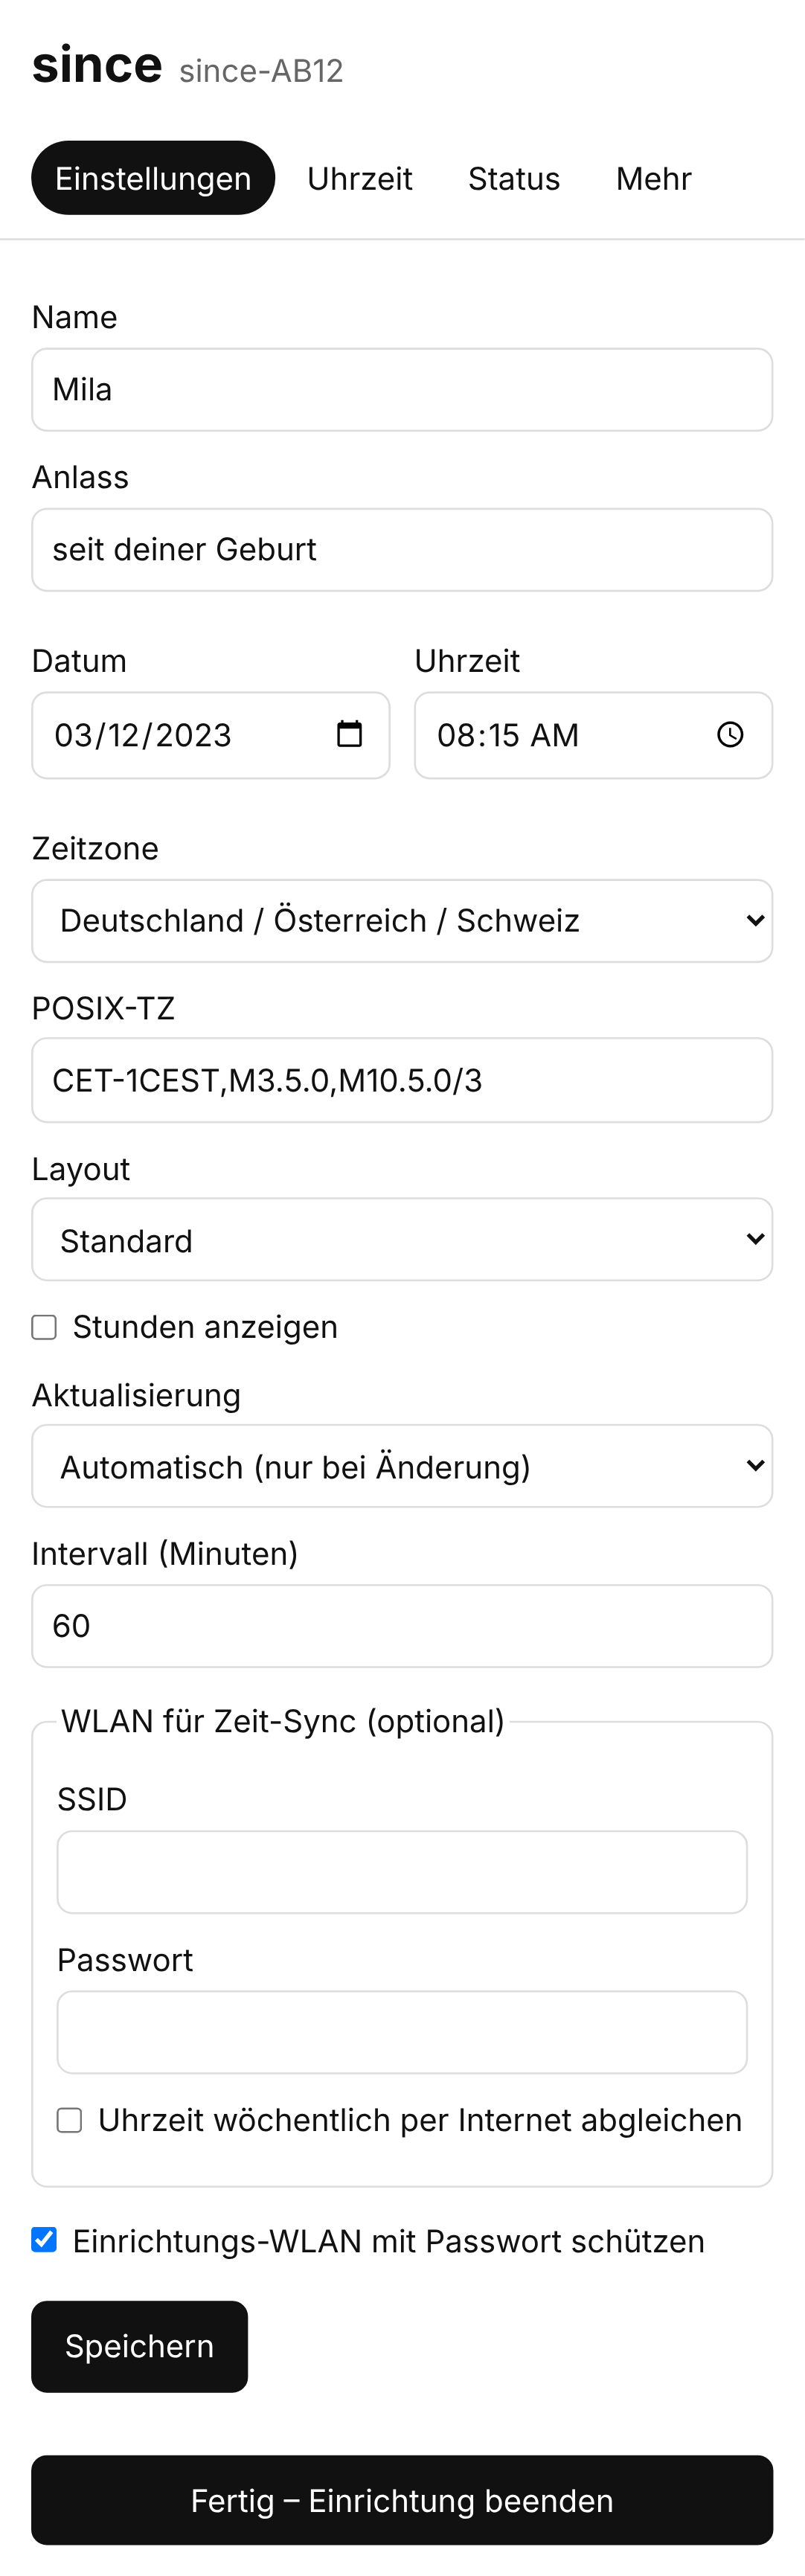 since since-AB12
Einstellungen Uhrzeit Status Mehr
Name
Mila
Anlass
seit deiner Geburt
Datum Uhrzeit
03/12/2023 08:15 AM
Zeitzone
Deutschland / Österreich / Schweiz
POSIX-TZ
CET-1CEST,M3.5.0,M10.5.0/3
Layout
Standard
Stunden anzeigen
Aktualisierung
Automatisch (nur bei Änderung)
Intervall (Minuten)
60
WLAN für Zeit-Sync (optional)
SSID
Passwort
Uhrzeit wöchentlich per Internet abgleichen
Einrichtungs-WLAN mit Passwort schützen
Speichern
Fertig – Einrichtung beenden